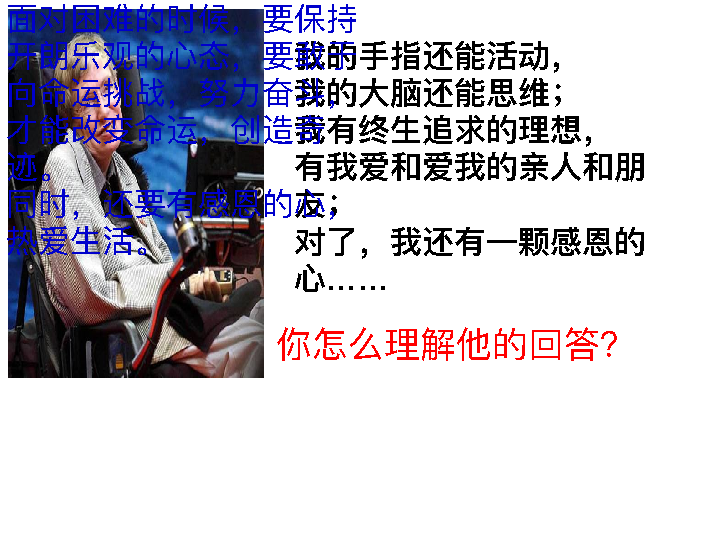 面对困难的时候，要保持
开朗乐观的心态，要敢于
向命运挑战，努力奋斗，
才能改变命运，创造奇
迹。
同时，还要有感恩的心，
热爱生活。
我的手指还能活动，
我的大脑还能思维；
我有终生追求的理想，
有我爱和爱我的亲人和朋
友；
对了，我还有一颗感恩的
心……
你怎么理解他的回答？